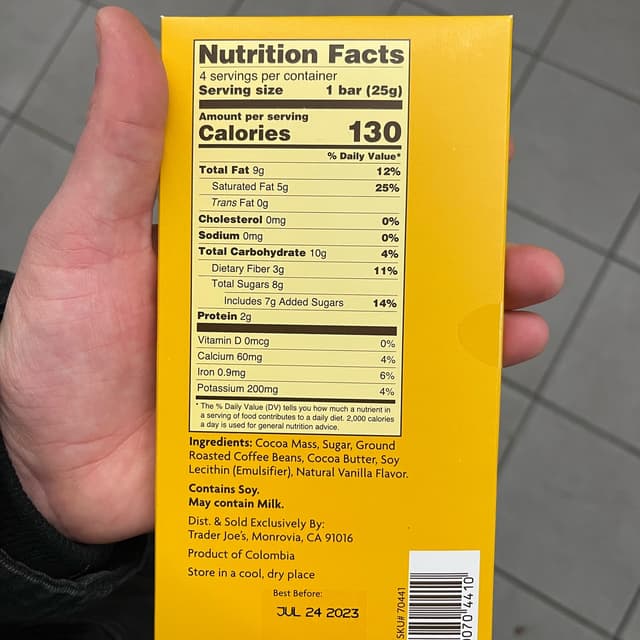 Nutrition Facts
4 servings per container
Serving size 1 bar (25g)
Amount per serving
Calories 130
% Daily Value*
Total Fat 9g 12%
Saturated Fat 5g 25%
Trans Fat 0g
Cholesterol 0mg 0%
Sodium 0mg 0%
Total Carbohydrate 10g 4%
Dietary Fiber 3g 11%
Total Sugars 8g
Includes 7g Added Sugars 14%
Protein 2g
Vitamin D 0mcg 0%
Calcium 60mg 4%
Iron 0.9mg 6%
Potassium 200mg 4%
* The % Daily Value (DV) tells you how much a nutrient in
a serving of food contributes to a daily diet. 2,000 calories
a day is used for general nutrition advice.
Ingredients: Cocoa Mass, Sugar, Ground
Roasted Coffee Beans, Cocoa Butter, Soy
Lecithin (Emulsifier), Natural Vanilla Flavor.
Contains Soy.
May contain Milk.
Dist. & Sold Exclusively By:
Trader Joe's, Monrovia, CA 91016
Product of Colombia
Store in a cool, dry place
Best Before:
JUL 24 2023
SKU# 70441